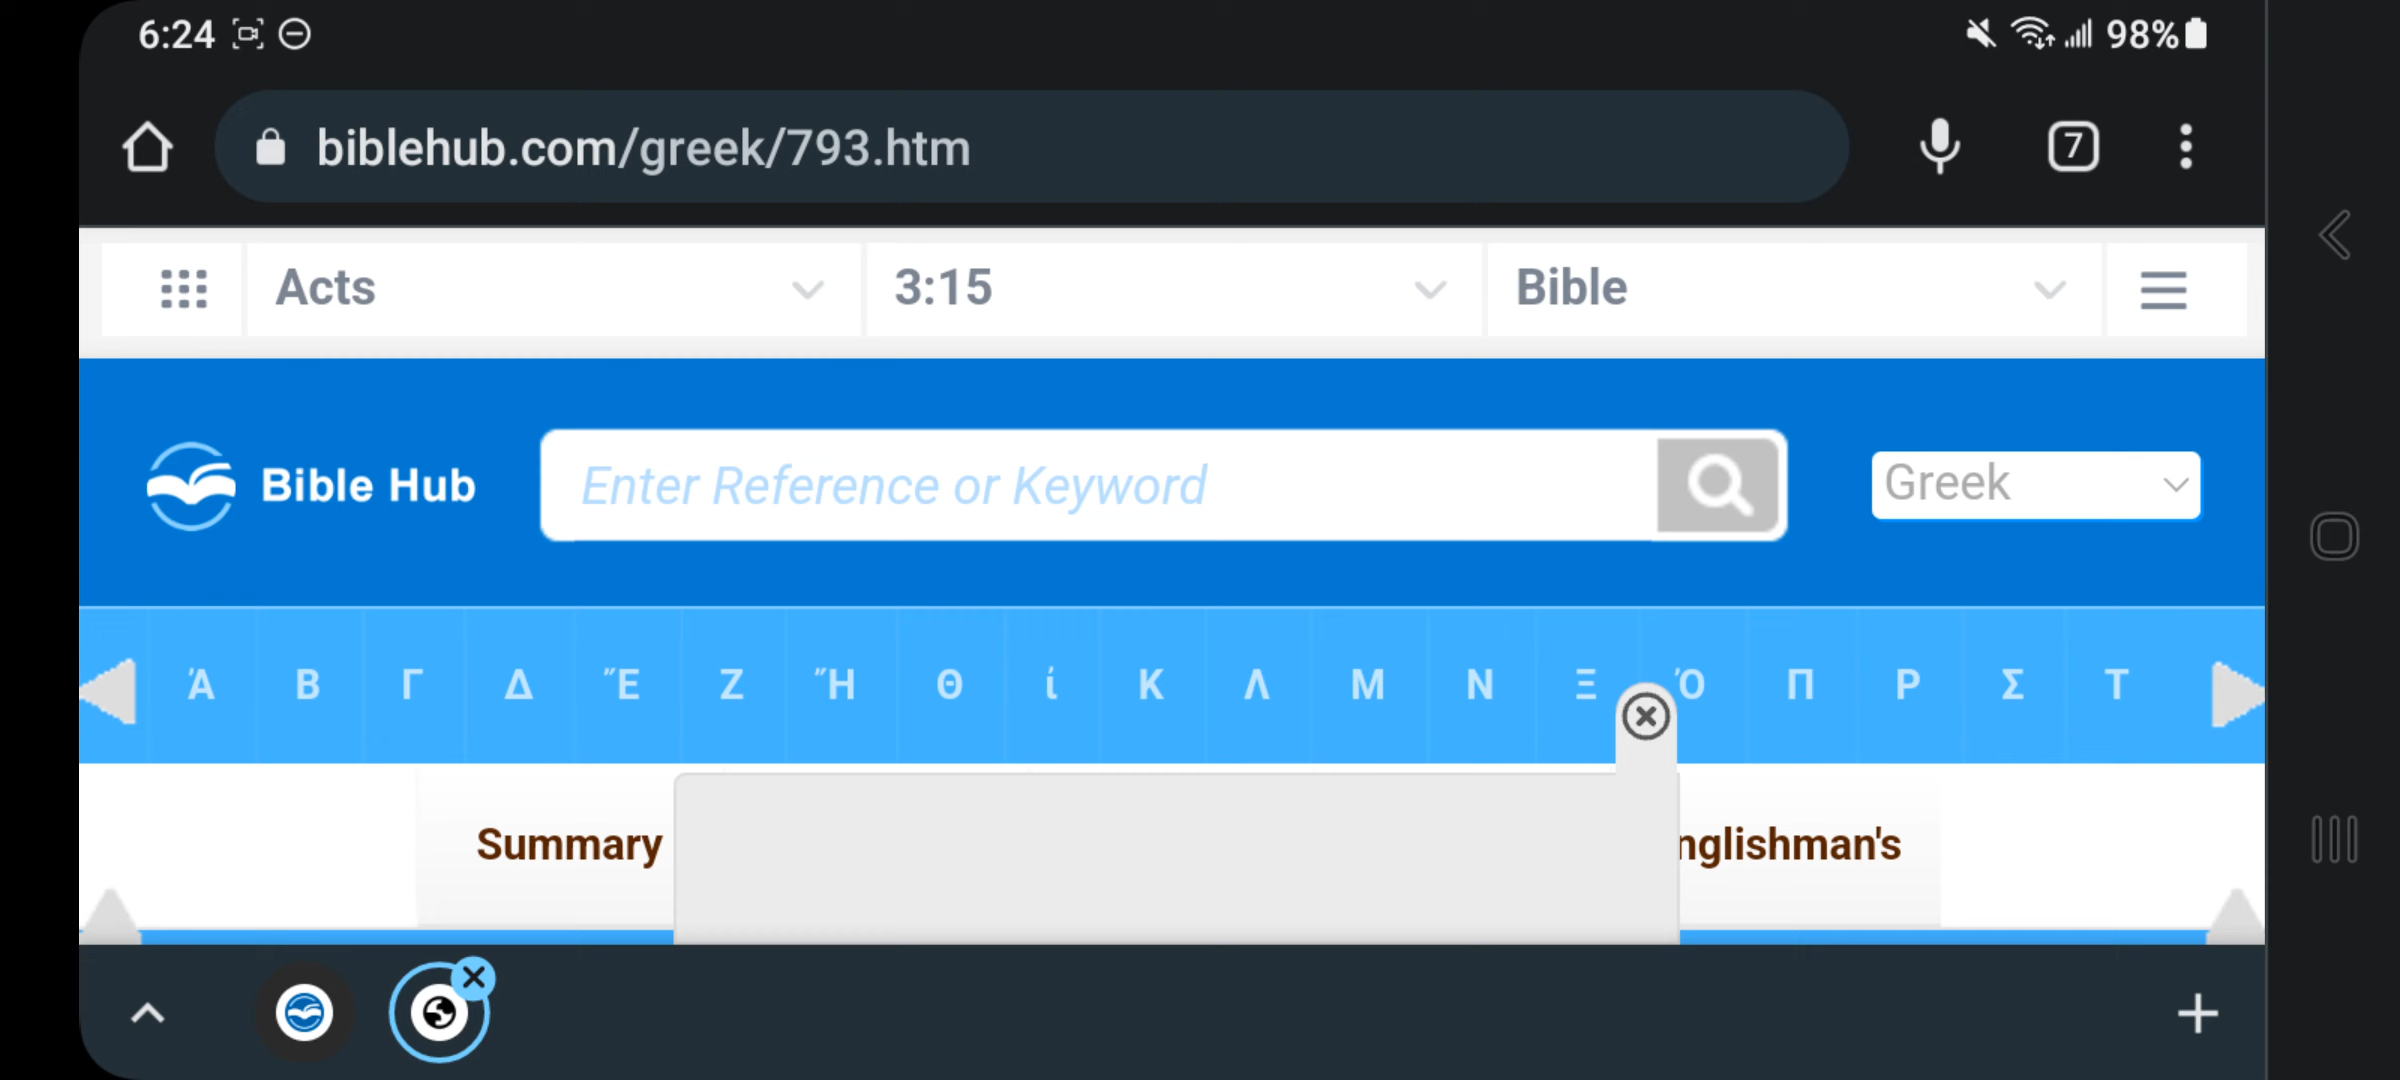 6:24 98%
biblehub.com/greek/793.htm 7
Acts 3:15 Bible
Bible Hub Enter Reference or Keyword Greek
Ά Β Γ Δ Ἕ Ζ Ἤ Θ ί Κ Λ Μ Ν Ξ Ό Π Ρ Σ Τ
Summary nglishman's